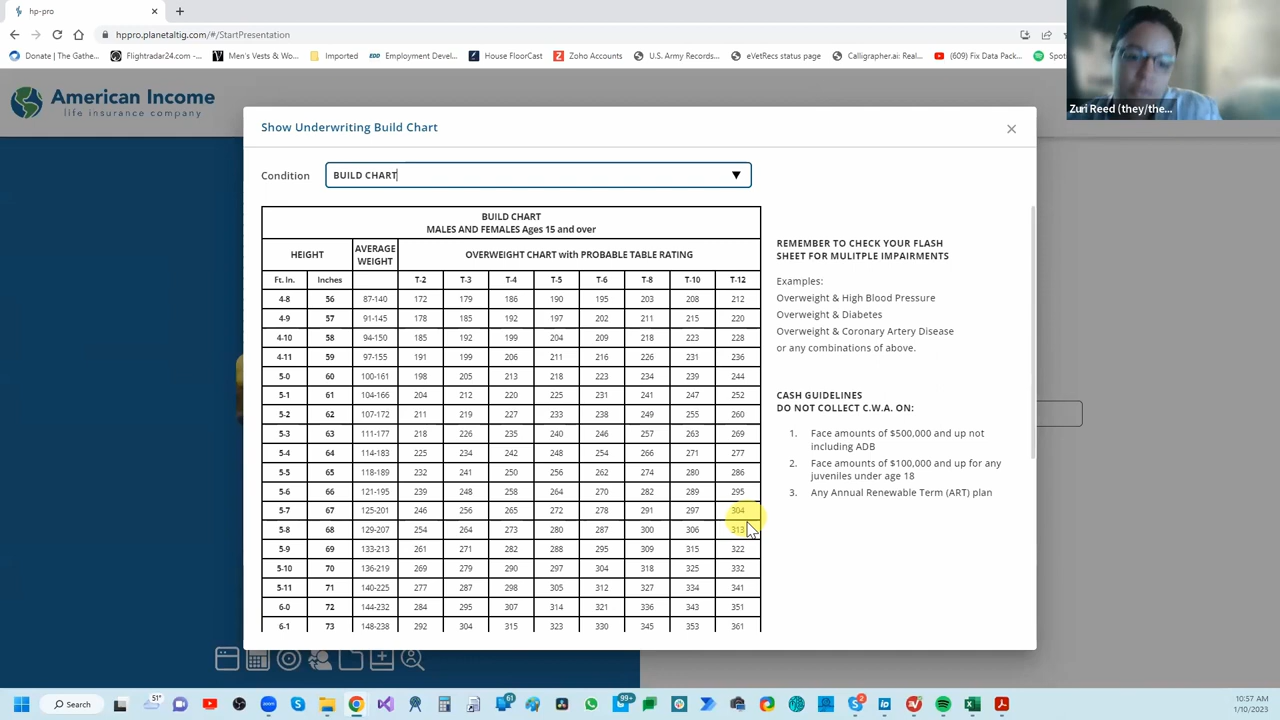 hp-pro
hppro.planetaltig.com/#/StartPresentation
Donate | The Gathe... Flightradar24.com -... Men's Vests & Wo... Imported EDD Employment Devel... House FloorCast Zoho Accounts U.S. Army Records... eVetRecs status page Calligrapher.ai: Real... (609) Fix Data Pack... Spot
Zuri Reed (they/the...
American Income
life insurance company
Show Underwriting Build Chart
Condition BUILD CHART
BUILD CHART
MALES AND FEMALES Ages 15 and over
HEIGHT AVERAGE WEIGHT OVERWEIGHT CHART with PROBABLE TABLE RATING
Ft. In. Inches T-2 T-3 T-4 T-5 T-6 T-8 T-10 T-12
4-8 56 87-140 172 179 186 190 195 203 208 212
4-9 57 91-145 178 185 192 197 202 211 215 220
4-10 58 94-150 185 192 199 204 209 218 223 228
4-11 59 97-155 191 199 206 211 216 226 231 236
5-0 60 100-161 198 205 213 218 223 234 239 244
5-1 61 104-166 204 212 220 225 231 241 247 252
5-2 62 107-172 211 219 227 233 238 249 255 260
5-3 63 111-177 218 226 235 240 246 257 263 269
5-4 64 114-183 225 234 242 248 254 266 271 277
5-5 65 118-189 232 241 250 256 262 274 280 286
5-6 66 121-195 239 248 258 264 270 282 289 295
5-7 67 125-201 246 256 265 272 278 291 297 304
5-8 68 129-207 254 264 273 280 287 300 306 313
5-9 69 133-213 261 271 282 288 295 309 315 322
5-10 70 136-219 269 279 290 297 304 318 325 332
5-11 71 140-225 277 287 298 305 312 327 334 341
6-0 72 144-232 284 295 307 314 321 336 343 351
6-1 73 148-238 292 304 315 323 330 345 353 361
REMEMBER TO CHECK YOUR FLASH
SHEET FOR MULITPLE IMPAIRMENTS
Examples:
Overweight & High Blood Pressure
Overweight & Diabetes
Overweight & Coronary Artery Disease
or any combinations of above.
CASH GUIDELINES
DO NOT COLLECT C.W.A. ON:
1. Face amounts of $500,000 and up not
including ADB
2. Face amounts of $100,000 and up for any
juveniles under age 18
3. Any Annual Renewable Term (ART) plan
Search
51°
61
99+
2
10:57 AM
1/10/2023